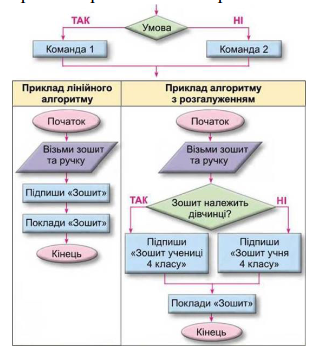 ТАК
НІ
Умова
Команда 1
Команда 2
Приклад лінійного
алгоритму
Початок
Візьми зошит
та ручку
Підпиши «Зошит»
Поклади «Зошит»
Кінець
Приклад алгоритму
з розгалуженням
Початок
Візьми зошит
та ручку
ТАК
НІ
Зошит належить
дівчинці?
Підпиши
«Зошит учениці
4 класу»
Підпиши
«Зошит учня
4 класу»
Поклади «Зошит»
Кінець